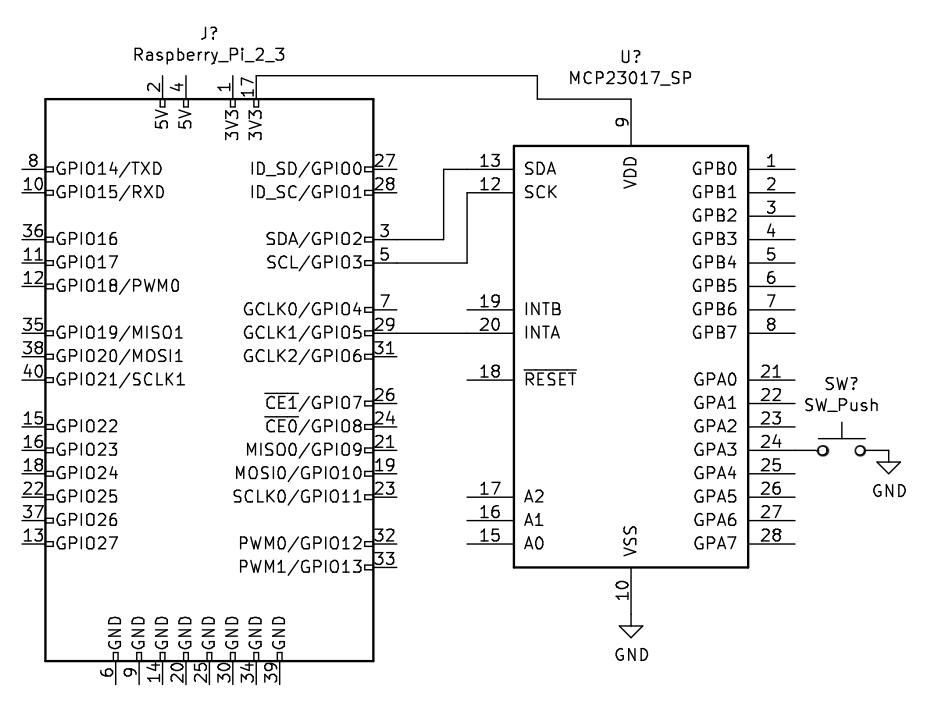 J?
Raspberry_Pi_2_3
U?
MCP23017_SP
2 4 1 17
5V 5V 3V3 3V3
9
VDD
8 GPIO14/TXD
10 GPIO15/RXD
36 GPIO16
11 GPIO17
12 GPIO18/PWM0
35 GPIO19/MISO1
38 GPIO20/MOSI1
40 GPIO21/SCLK1
15 GPIO22
16 GPIO23
18 GPIO24
22 GPIO25
37 GPIO26
13 GPIO27
ID_SD/GPIO0 27
ID_SC/GPIO1 28
SDA/GPIO2 3
SCL/GPIO3 5
GCLK0/GPIO4 7
GCLK1/GPIO5 29
GCLK2/GPIO6 31
CE1/GPIO7 26
CE0/GPIO8 24
MISO0/GPIO9 21
MOSI0/GPIO10 19
SCLK0/GPIO11 23
PWM0/GPIO12 32
PWM1/GPIO13 33
GND GND GND GND GND GND GND GND
6 9 14 20 25 30 34 39
13 SDA
12 SCK
19 INTB
20 INTA
18 RESET
17 A2
16 A1
15 A0
GPB0 1
GPB1 2
GPB2 3
GPB3 4
GPB4 5
GPB5 6
GPB6 7
GPB7 8
GPA0 21
GPA1 22
GPA2 23
GPA3 24
GPA4 25
GPA5 26
GPA6 27
GPA7 28
VSS
10
GND
SW?
SW_Push
GND